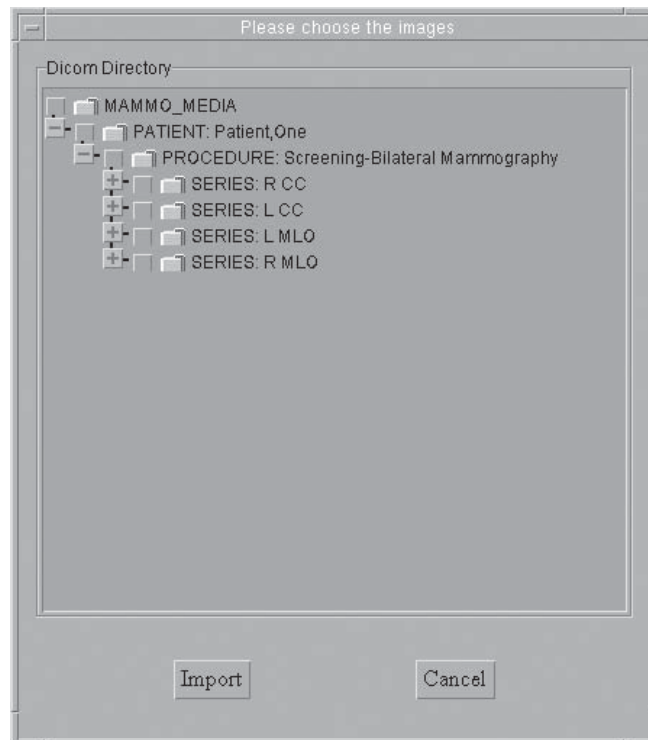 Please choose the images
Dicom Directory
MAMMO_MEDIA
PATIENT: Patient,One
PROCEDURE: Screening-Bilateral Mammography
SERIES: R CC
SERIES: L CC
SERIES: L MLO
SERIES: R MLO
Import Cancel